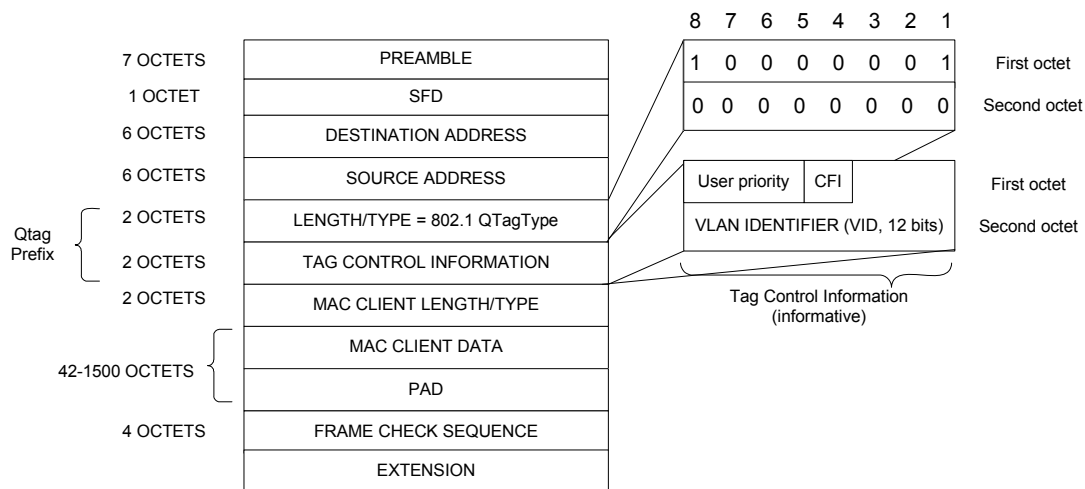 8 7 6 5 4 3 2 1
7 OCTETS PREAMBLE 1 0 0 0 0 0 0 1 First octet
1 OCTET SFD 0 0 0 0 0 0 0 0 Second octet
6 OCTETS DESTINATION ADDRESS
6 OCTETS SOURCE ADDRESS User priority CFI First octet
2 OCTETS LENGTH/TYPE = 802.1 QTagType VLAN IDENTIFIER (VID, 12 bits) Second octet
Qtag
Prefix
2 OCTETS TAG CONTROL INFORMATION
2 OCTETS MAC CLIENT LENGTH/TYPE Tag Control Information
(informative)
MAC CLIENT DATA
42-1500 OCTETS
PAD
4 OCTETS FRAME CHECK SEQUENCE
EXTENSION